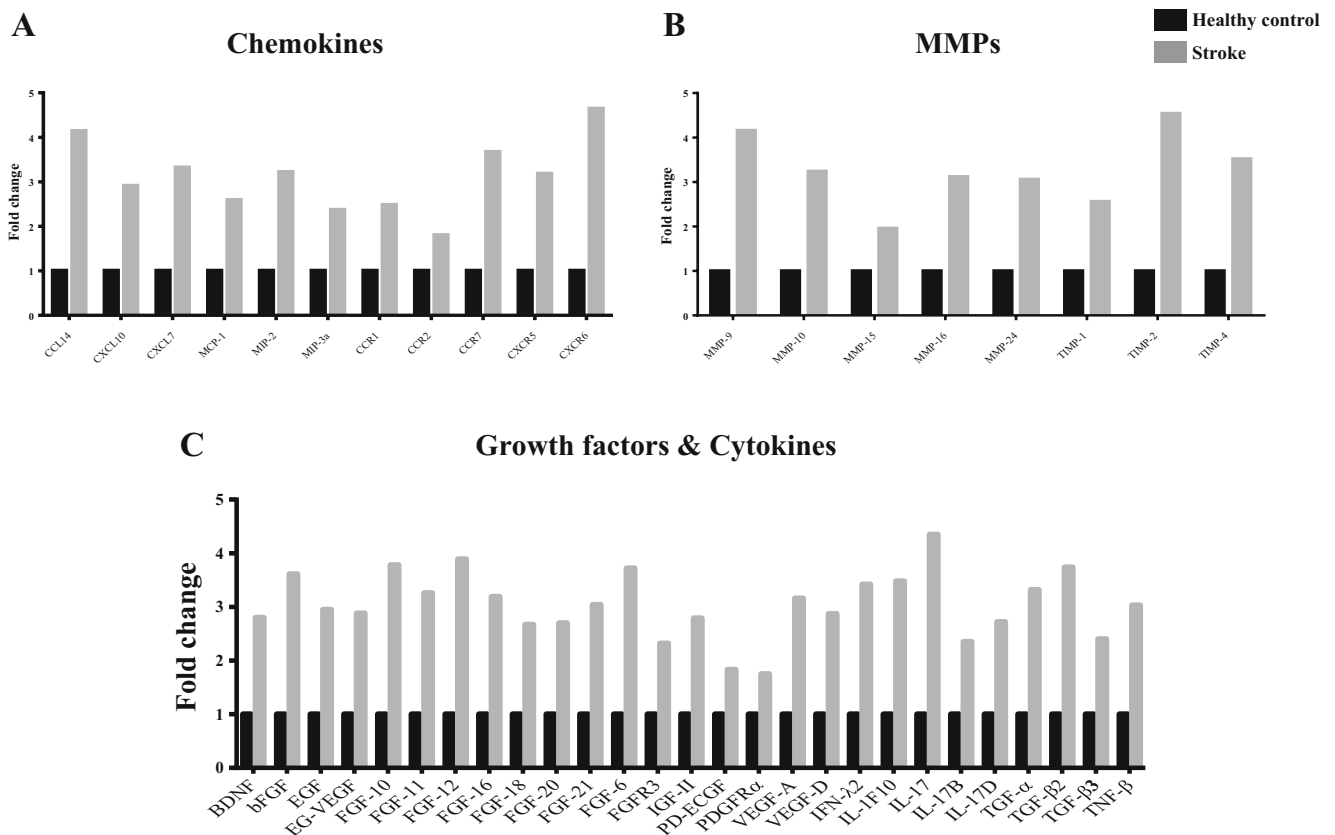 A
Chemokines
Fold change
5
4
3
2
1
0
CCL14
CXCL10
CXCL7
MCP-1
MIP-2
MIP-3a
CCR1
CCR2
CCR7
CXCR5
CXCR6
B
MMPs
Healthy control
Stroke
Fold change
5
4
3
2
1
0
MMP-9
MMP-10
MMP-15
MMP-16
MMP-24
TIMP-1
TIMP-2
TIMP-4
C
Growth factors & Cytokines
Fold change
5
4
3
2
1
0
BDNF
bFGF
EGF
EG-VEGF
FGF-10
FGF-11
FGF-12
FGF-16
FGF-18
FGF-20
FGF-21
FGF-6
FGFR3
IGF-II
PD-ECGF
PDGFRα
VEGF-A
VEGF-D
IFN-λ2
IL-1F10
IL-17
IL-17B
IL-17D
TGF-α
TGF-β2
TGF-β3
TNF-β